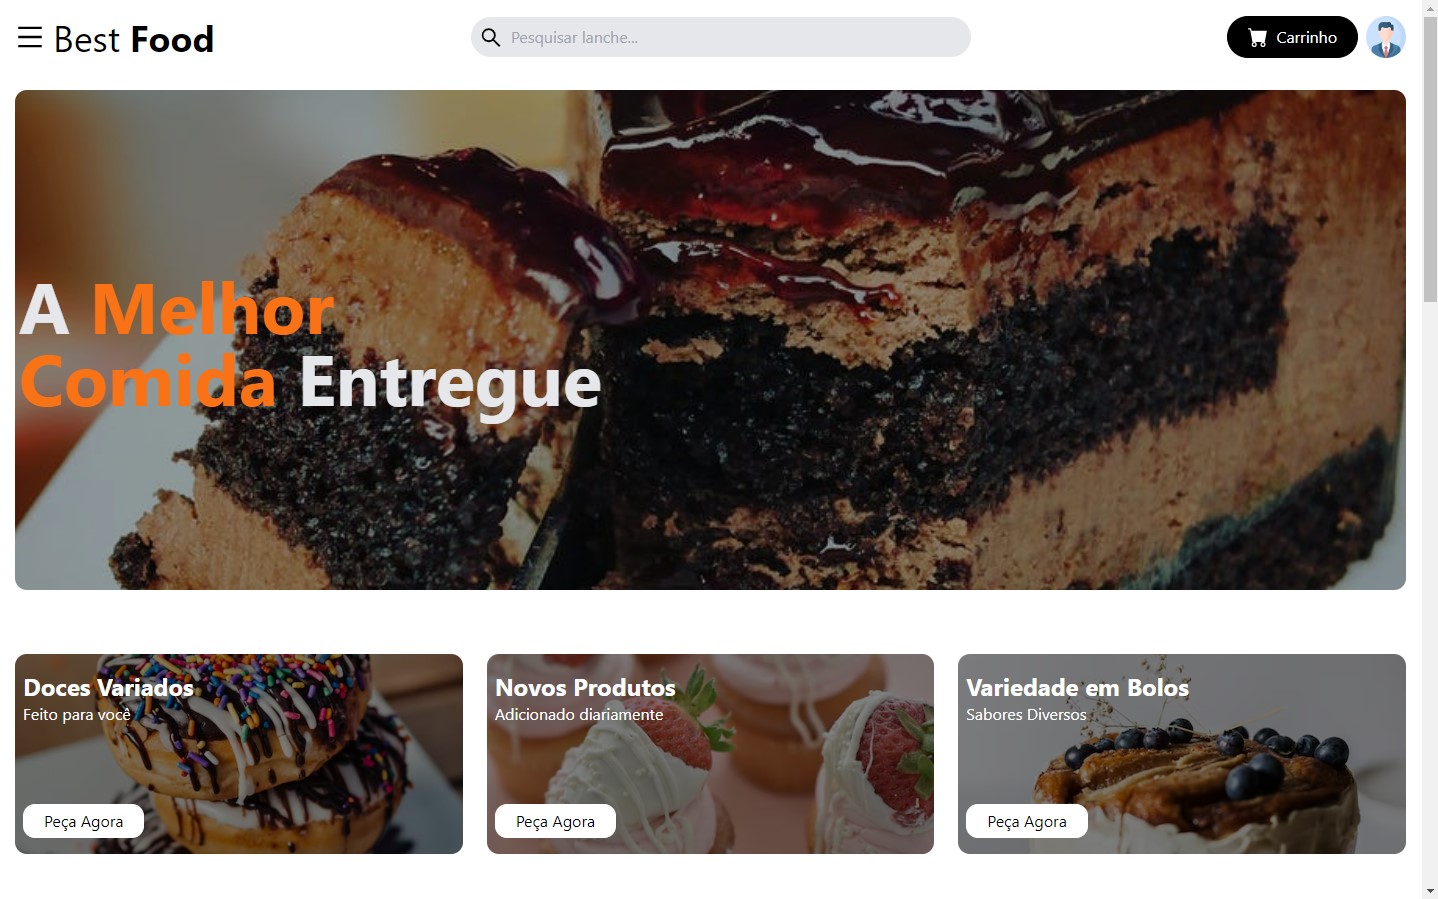 Best Food
Pesquisar lanche...
Carrinho
A Melhor
Comida Entregue
Doces Variados
Feito para você
Peça Agora
Novos Produtos
Adicionado diariamente
Peça Agora
Variedade em Bolos
Sabores Diversos
Peça Agora